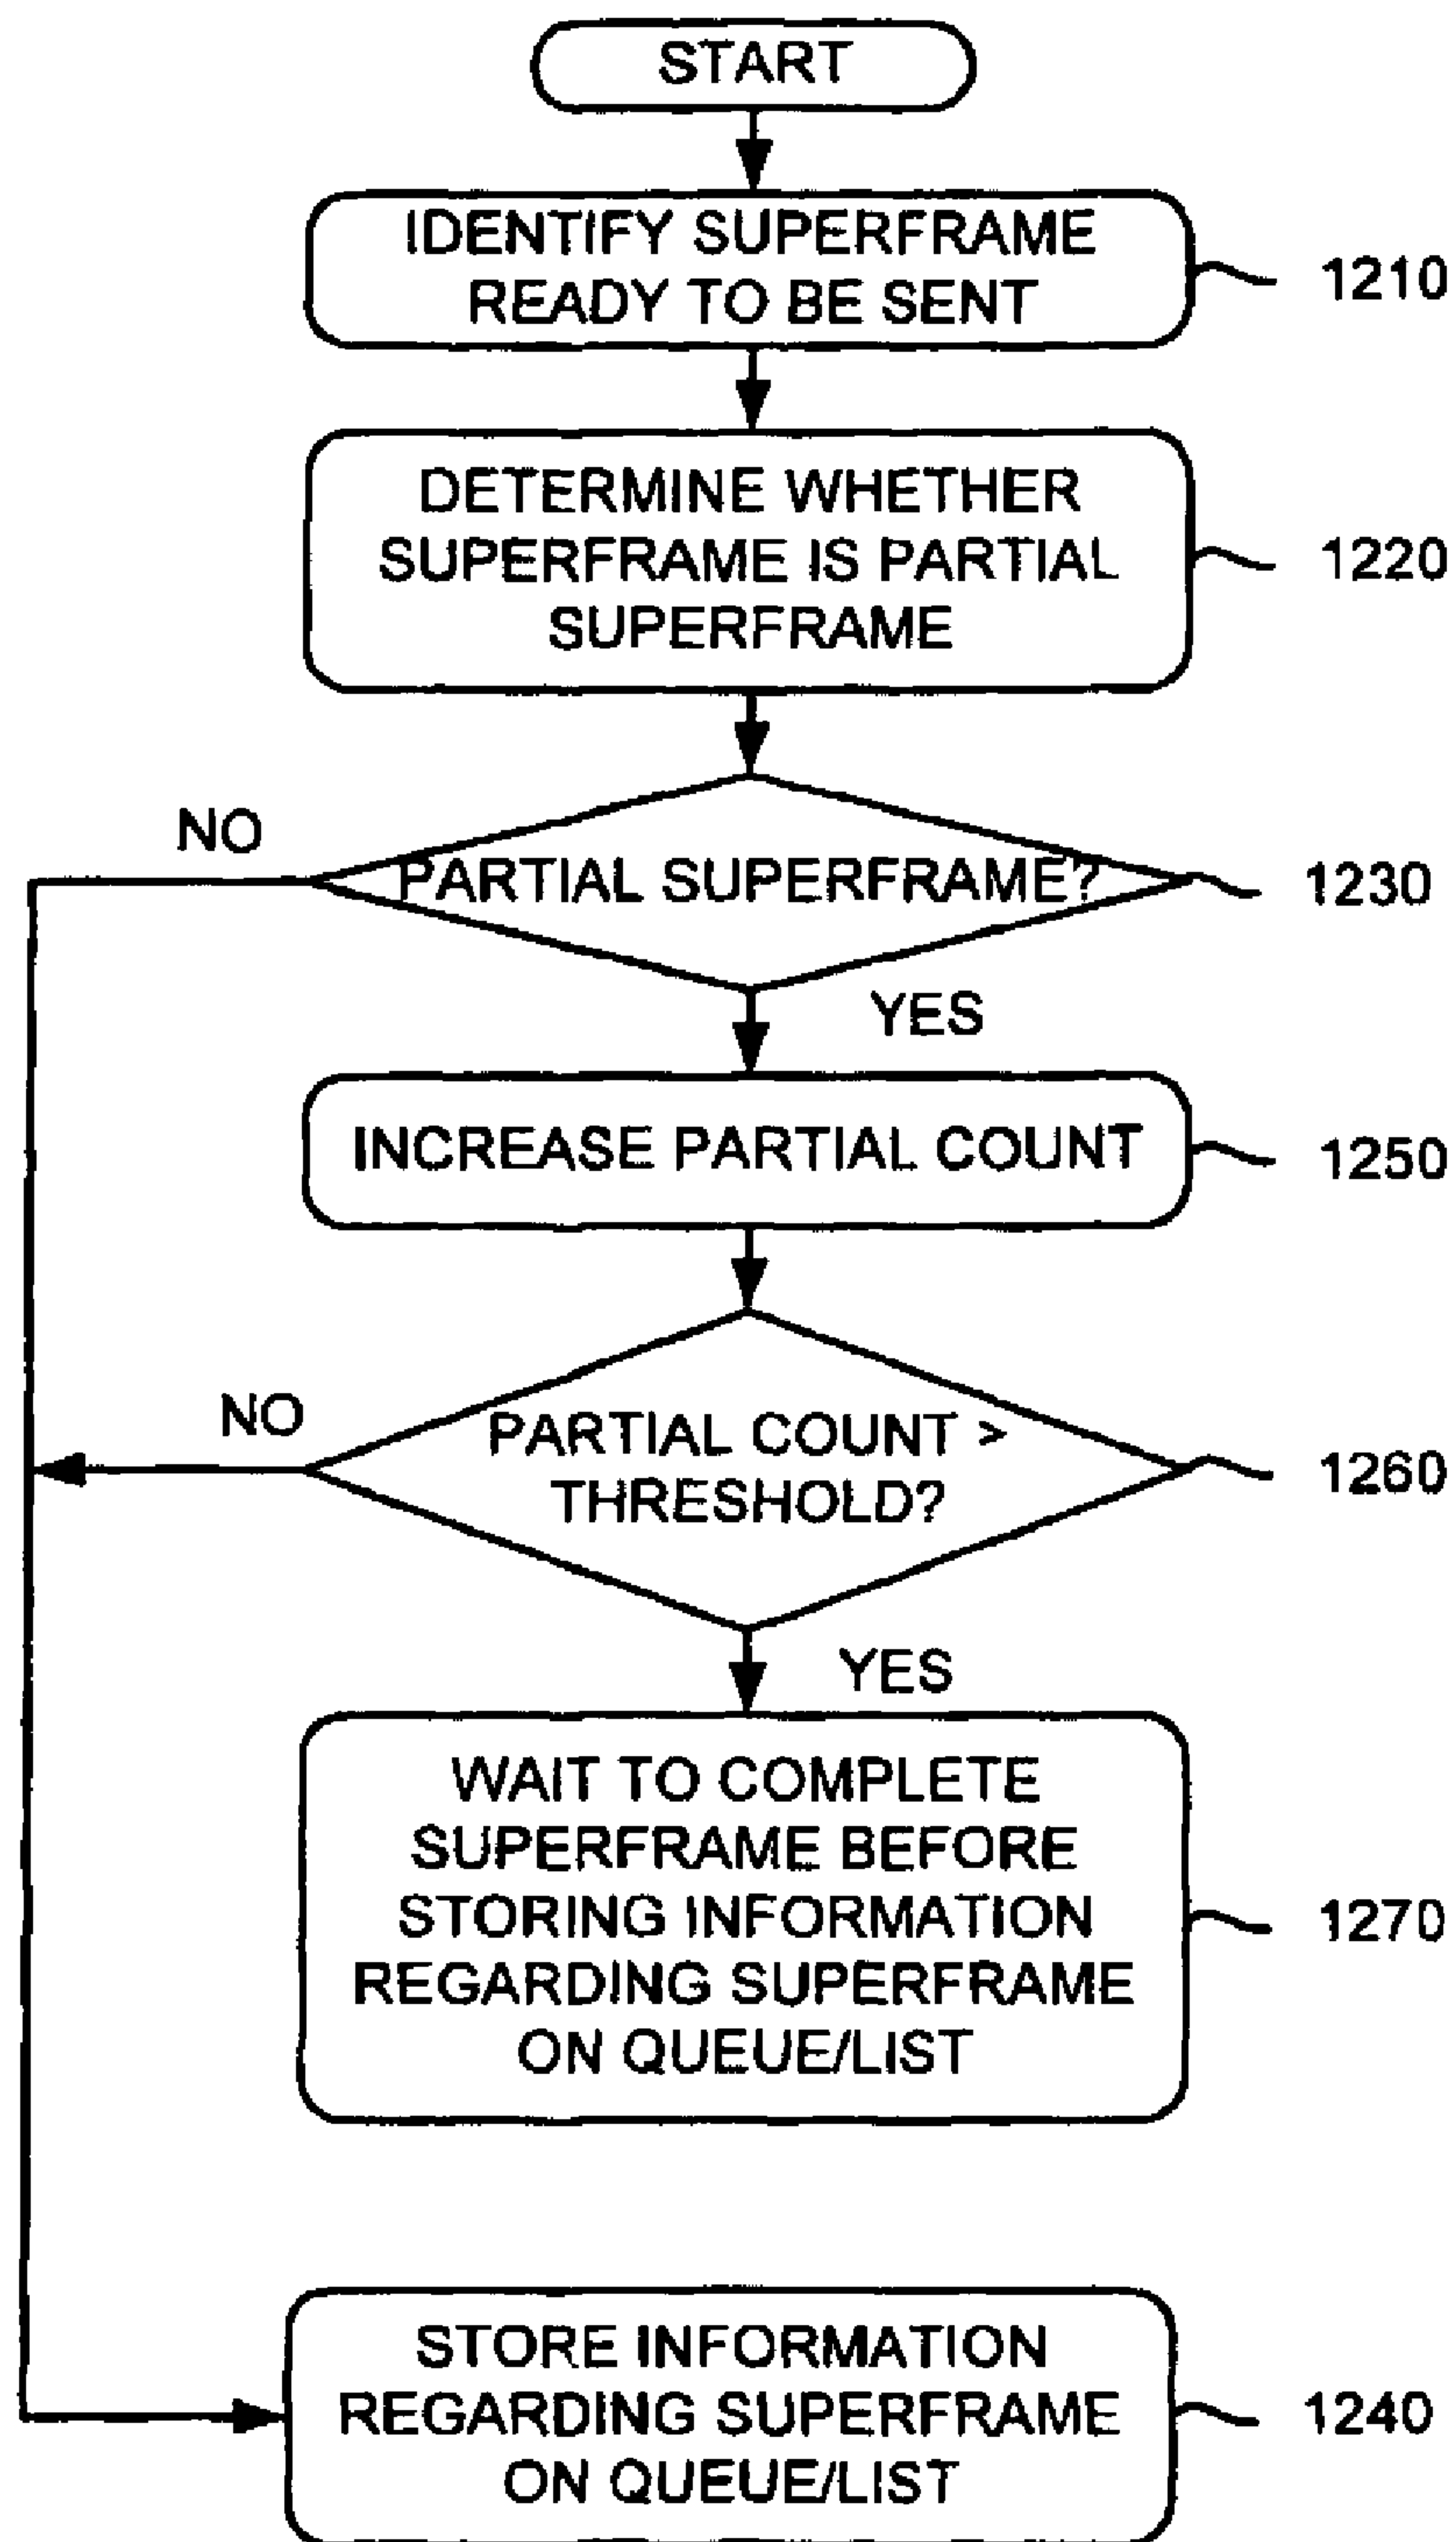 START
IDENTIFY SUPERFRAME
READY TO BE SENT
1210
DETERMINE WHETHER
SUPERFRAME IS PARTIAL
SUPERFRAME
1220
NO
PARTIAL SUPERFRAME?
1230
YES
INCREASE PARTIAL COUNT
1250
NO
PARTIAL COUNT >
THRESHOLD?
1260
YES
WAIT TO COMPLETE
SUPERFRAME BEFORE
STORING INFORMATION
REGARDING SUPERFRAME
ON QUEUE/LIST
1270
STORE INFORMATION
REGARDING SUPERFRAME
ON QUEUE/LIST
1240